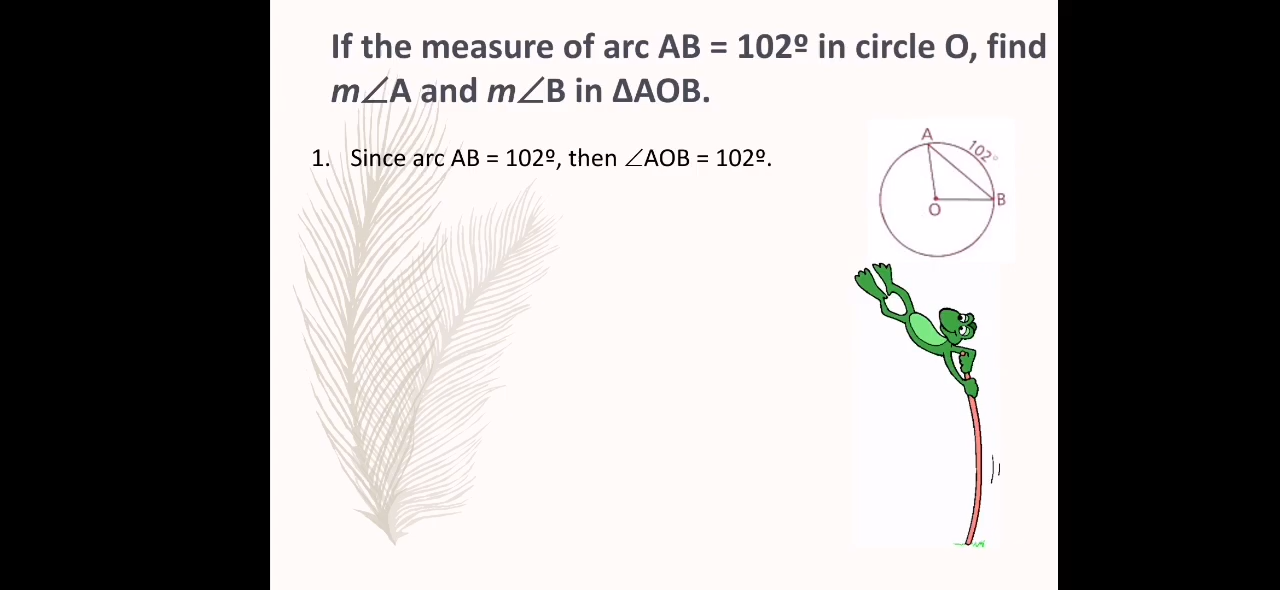 If the measure of arc AB = 102º in circle O, find
m∠A and m∠B in ΔAOB.
1. Since arc AB = 102º, then ∠AOB = 102º.
A
102°
B
O